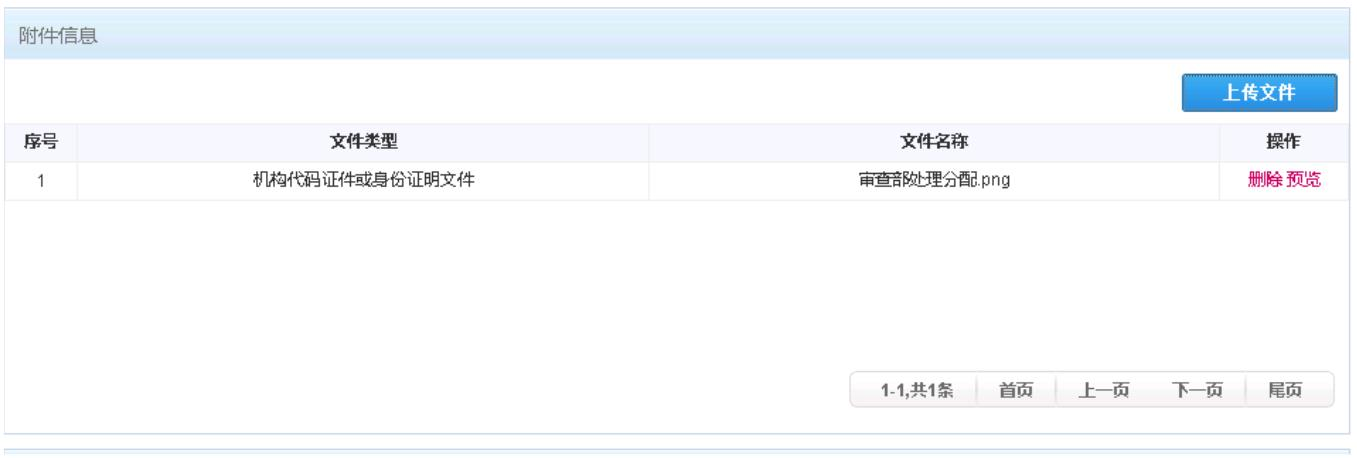 附件信息
上传文件
序号 文件类型 文件名称 操作
1 机构代码证件或身份证明文件 审查部处理分配.png 删除 预览
1-1,共1条 首页 上一页 下一页 尾页